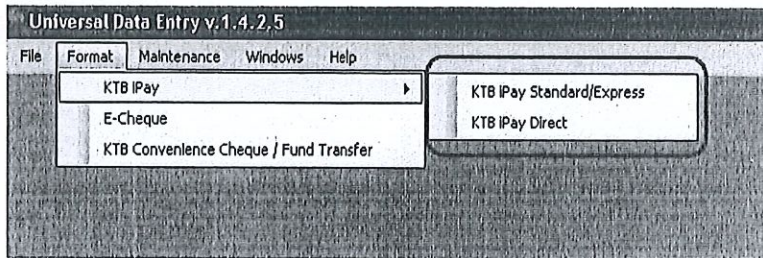 Universal Data Entry v.1.4.2.5
File Format Maintenance Windows Help
KTB iPay
KTB iPay Standard/Express
E-Cheque
KTB iPay Direct
KTB Convenience Cheque / Fund Transfer